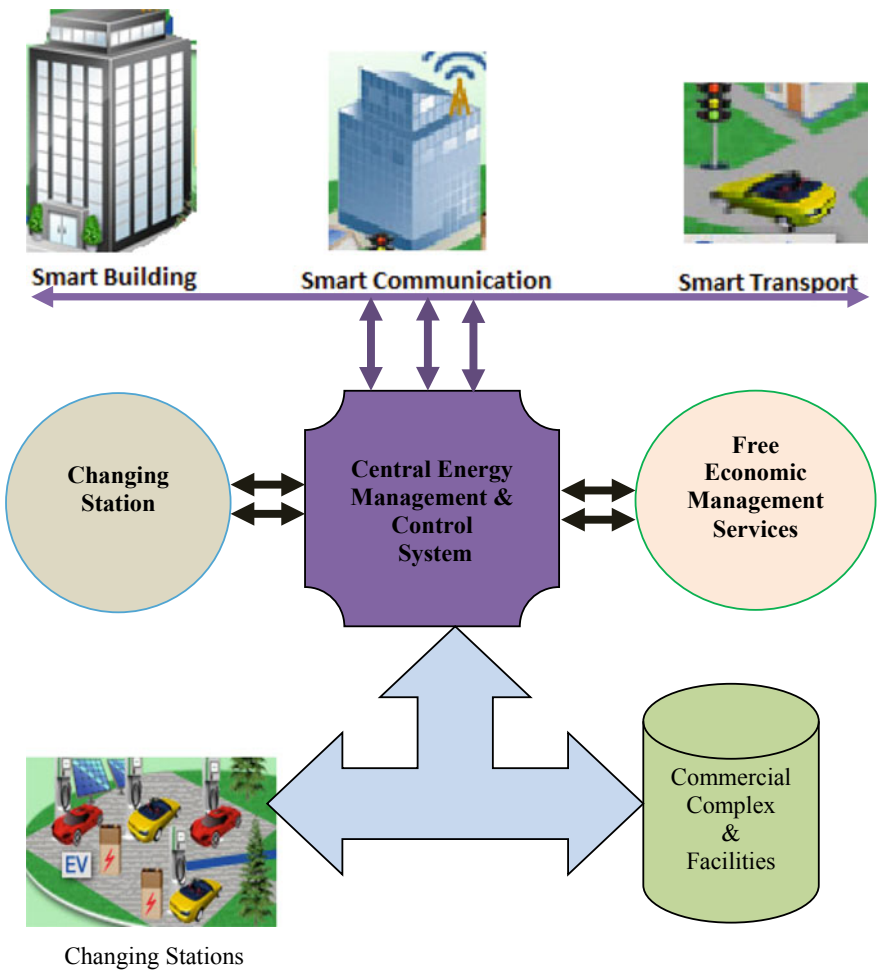 Smart Building
Smart Communication
Smart Transport
Changing
Station
Central Energy
Management &
Control
System
Free
Economic
Management
Services
Commercial
Complex
&
Facilities
EV
Changing Stations